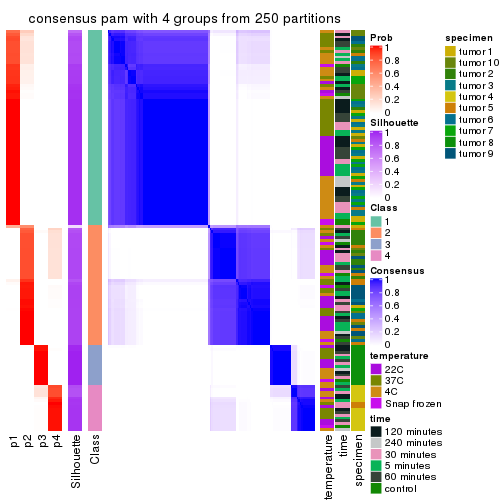 consensus pam with 4 groups from 250 partitions
Prob
1
0.8
0.6
0.4
0.2
0
Silhouette
1
0.8
0.6
0.4
0.2
0
Class
1
2
3
4
Consensus
1
0.8
0.6
0.4
0.2
0
temperature
22C
37C
4C
Snap frozen
time
120 minutes
240 minutes
30 minutes
5 minutes
60 minutes
control
specimen
tumor 1
tumor 10
tumor 2
tumor 3
tumor 4
tumor 5
tumor 6
tumor 7
tumor 8
tumor 9
p1
p2
p3
p4
Silhouette
Class
temperature
time
specimen